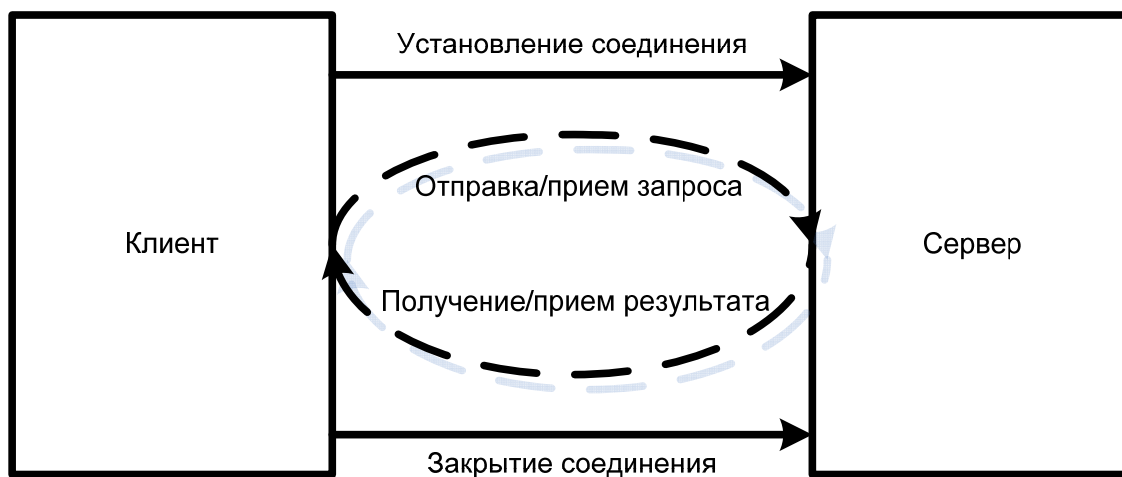 Установление соединения
Отправка/прием запроса
Клиент
Сервер
Получение/прием результата
Закрытие соединения